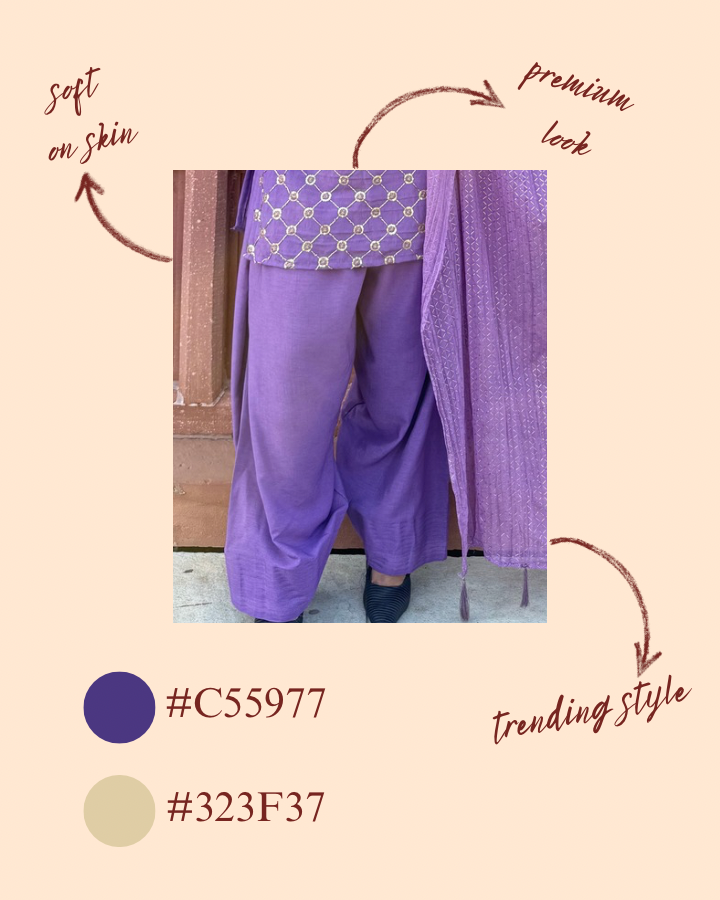 soft
on skin
premium
look
trending style
#C55977
#323F37